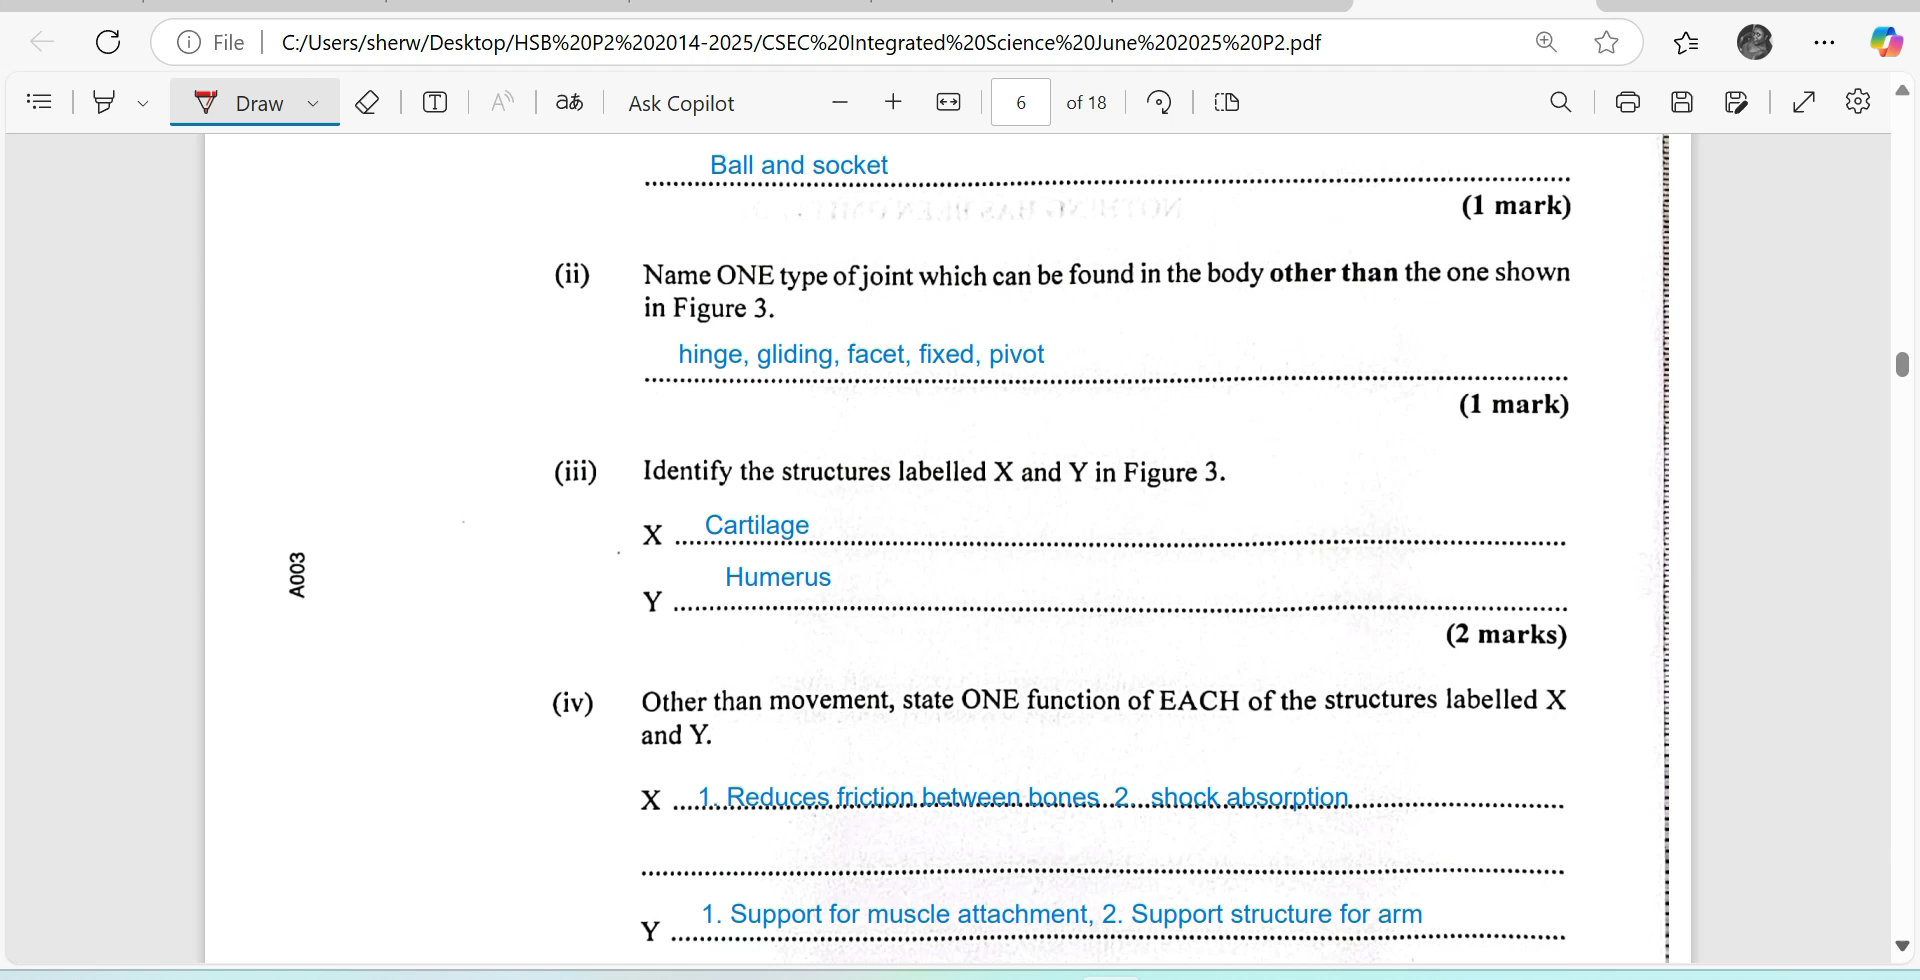 File
C:/Users/sherw/Desktop/HSB%20P2%202014-2025/CSEC%20Integrated%20Science%20June%202025%20P2.pdf
Draw
Ask Copilot
6 of 18
Ball and socket
(1 mark)
(ii) Name ONE type of joint which can be found in the body other than the one shown
in Figure 3.
hinge, gliding, facet, fixed, pivot
(1 mark)
(iii) Identify the structures labelled X and Y in Figure 3.
X Cartilage
Humerus
Y
A003
(2 marks)
(iv) Other than movement, state ONE function of EACH of the structures labelled X
and Y.
X 1. Reduces friction between bones 2. shock absorption
1. Support for muscle attachment, 2. Support structure for arm
Y